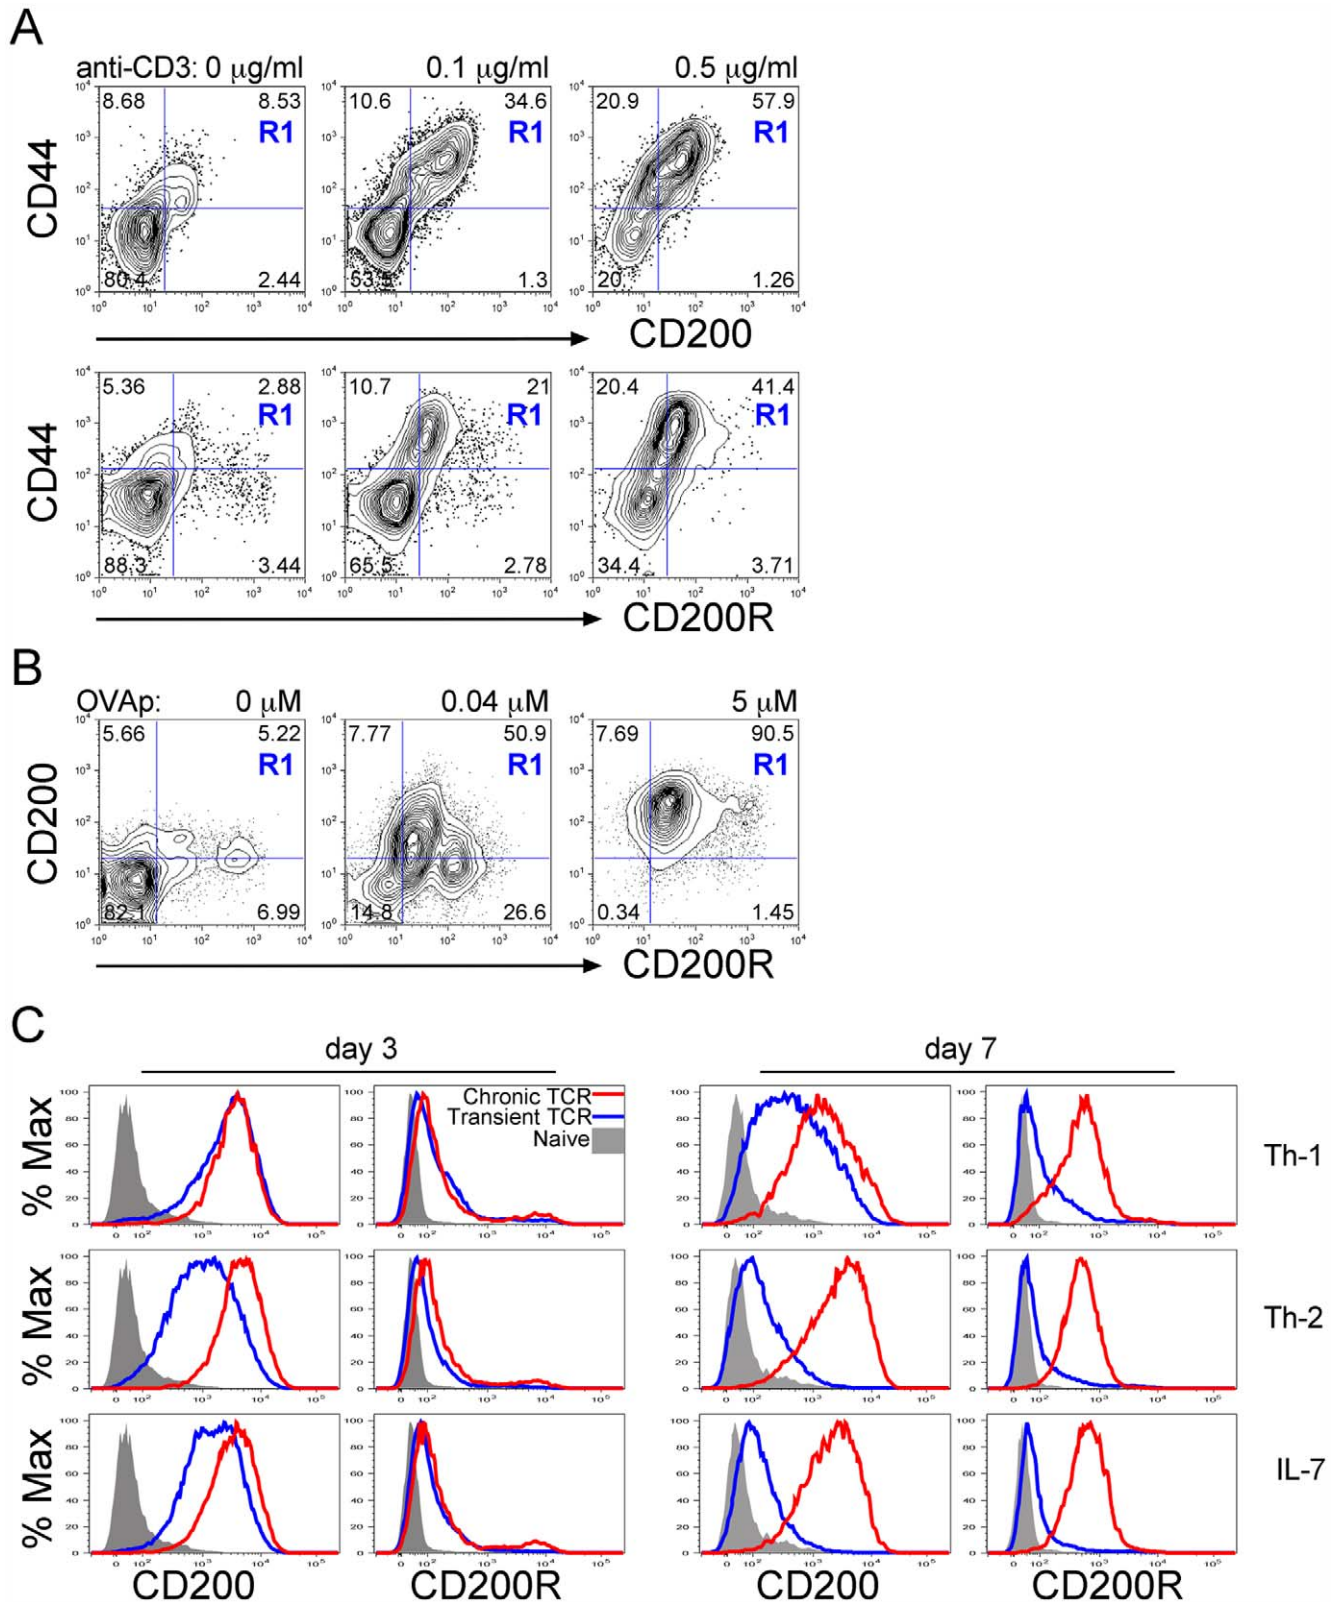 A
anti-CD3: 0 µg/ml 0.1 µg/ml 0.5 µg/ml
8.68 8.53 10.6 34.6 20.9 57.9
R1 R1 R1
CD44
80.4 2.44 53.5 1.3 20 1.26
CD200
5.36 2.88 10.7 21 20.4 41.4
R1 R1 R1
CD44
88.3 3.44 65.5 2.78 34.4 3.71
CD200R
B
OVAp: 0 µM 0.04 µM 5 µM
5.66 5.22 7.77 50.9 7.69 90.5
R1 R1 R1
CD200
82.1 6.99 14.8 26.6 0.34 1.45
CD200R
C
day 3 day 7
Chronic TCR
Transient TCR
Naive
% Max Th-1
% Max Th-2
% Max IL-7
CD200 CD200R CD200 CD200R